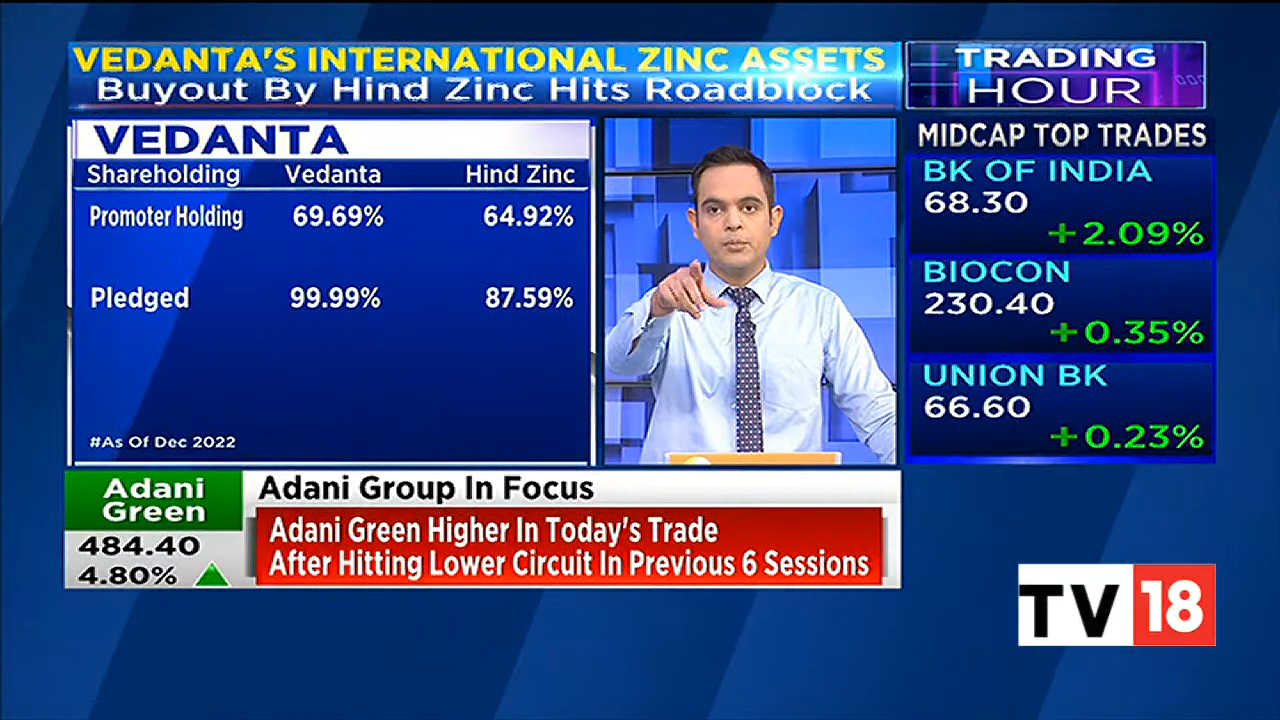 VEDANTA'S INTERNATIONAL ZINC ASSETS
Buyout By Hind Zinc Hits Roadblock
TRADING
HOUR
VEDANTA
Shareholding Vedanta Hind Zinc
Promoter Holding 69.69% 64.92%
Pledged 99.99% 87.59%
#As Of Dec 2022
MIDCAP TOP TRADES
BK OF INDIA
68.30
+2.09%
BIOCON
230.40
+0.35%
UNION BK
66.60
+0.23%
Adani
Green
484.40
4.80%
Adani Group In Focus
Adani Green Higher In Today's Trade
After Hitting Lower Circuit In Previous 6 Sessions
TV18